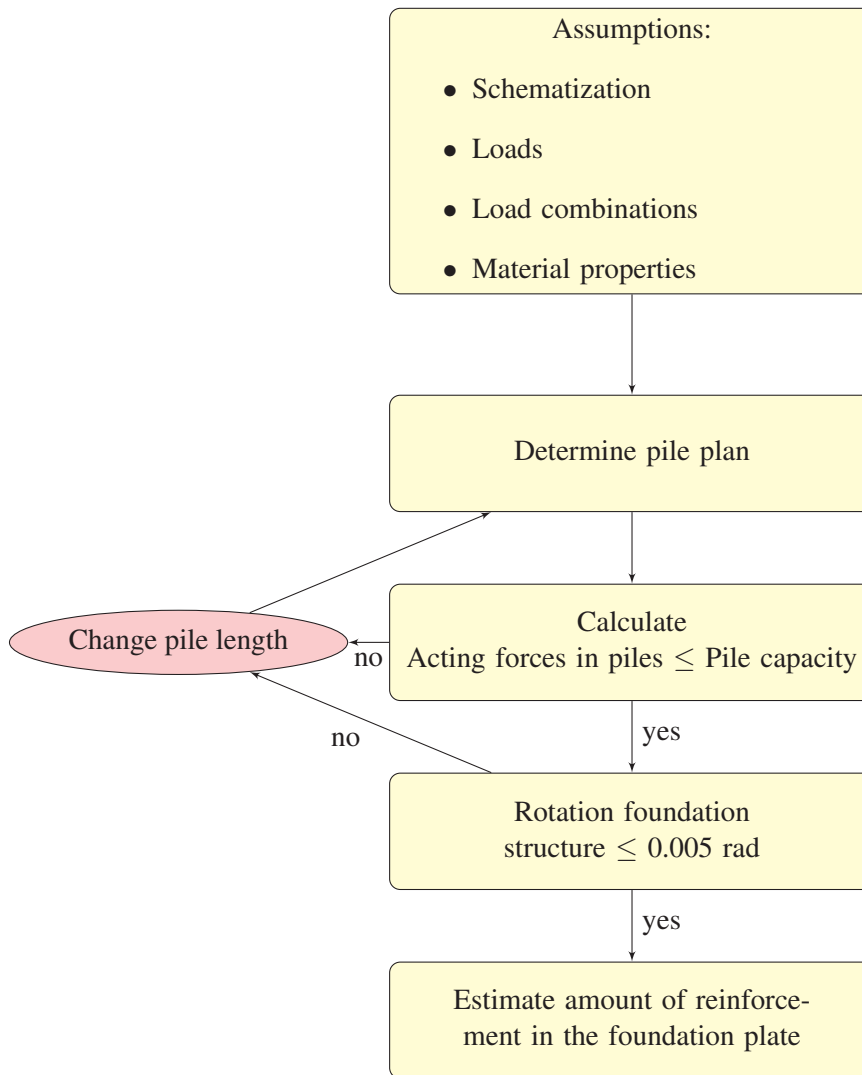 Assumptions:
• Schematization
• Loads
• Load combinations
• Material properties
Determine pile plan
Change pile length
no
Calculate
Acting forces in piles ≤ Pile capacity
no
yes
Rotation foundation
structure ≤ 0.005 rad
yes
Estimate amount of reinforce-
ment in the foundation plate